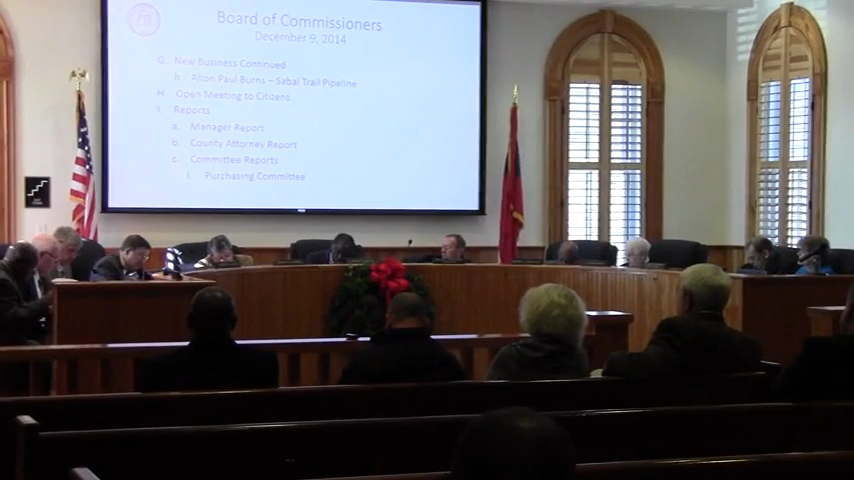 Board of Commissioners
December 9, 2014
G. New Business Continued
h. Alton Paul Burns – Sabal Trail Pipeline
H. Open Meeting to Citizens
I. Reports
a. Manager Report
b. County Attorney Report
c. Committee Reports
i. Purchasing Committee